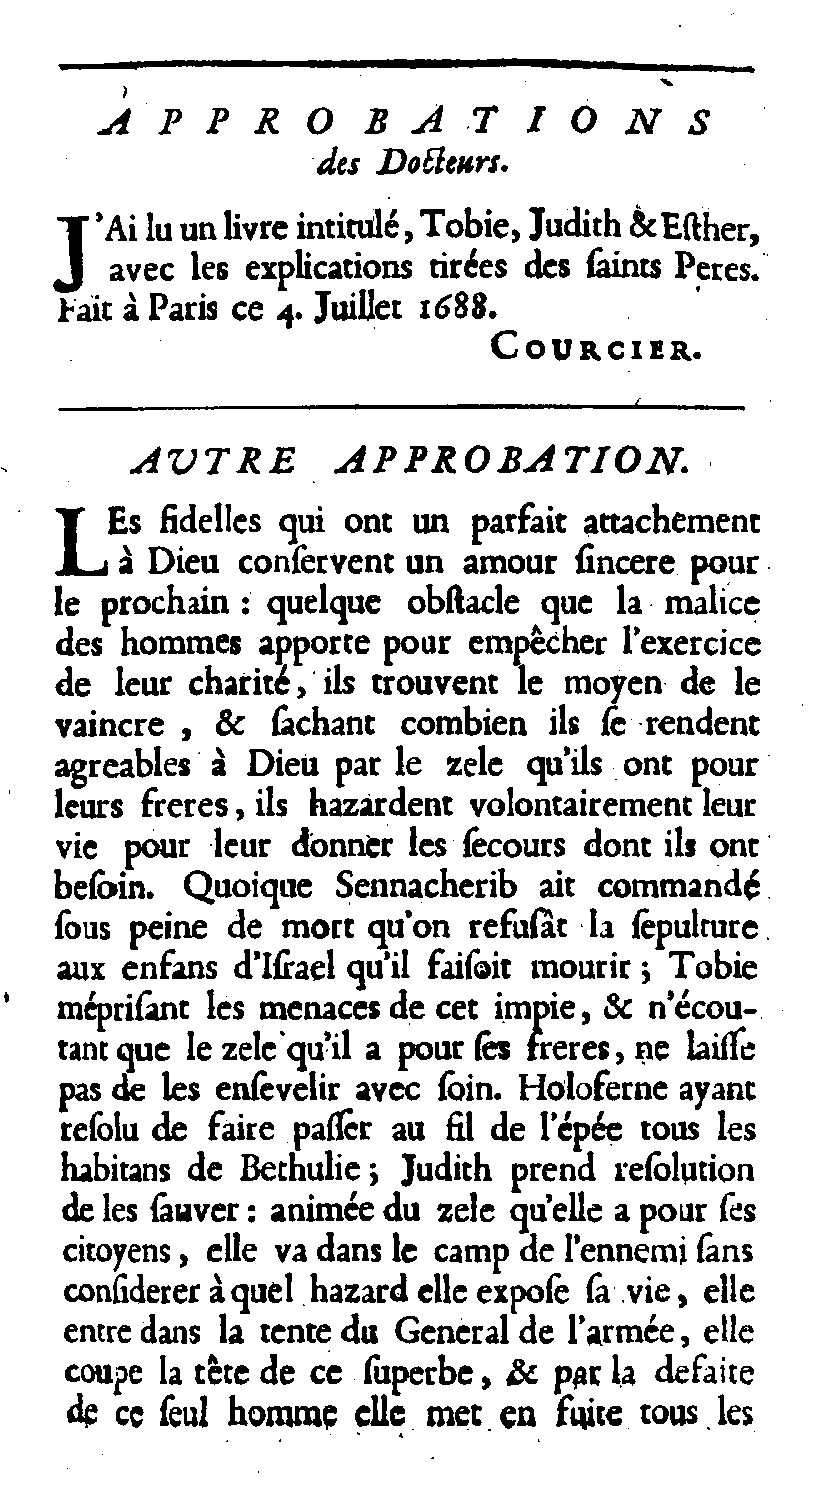 APPROBATIONS
des Docteurs.
J'Ai lu un livre intitulé, Tobie, Judith & Eſther,
avec les explications tirées des ſaints Peres.
Fait à Paris ce 4. Juillet 1688.
COURCIER.
AUTRE APPROBATION.
LEs fidelles qui ont un parfait attachement
à Dieu conſervent un amour ſincere pour
le prochain : quelque obſtacle que la malice
des hommes apporte pour empêcher l'exercice
de leur charité, ils trouvent le moyen de le
vaincre , & ſachant combien ils ſe rendent
agreables à Dieu par le zele qu'ils ont pour
leurs freres, ils hazardent volontairement leur
vie pour leur donner les ſecours dont ils ont
beſoin. Quoique Sennacherib ait commandé
ſous peine de mort qu'on refuſât la ſepulture
aux enfans d'Iſrael qu'il faiſoit mourir ; Tobie
mépriſant les menaces de cet impie, & n'écou-
tant que le zele qu'il a pour ſes freres, ne laiſſe
pas de les enſevelir avec ſoin. Holoferne ayant
reſolu de faire paſſer au fil de l'épée tous les
habitans de Bethulie ; Judith prend reſolution
de les ſauver : animée du zele qu'elle a pour ſes
citoyens , elle va dans le camp de l'ennemi ſans
conſiderer à quel hazard elle expoſe ſa vie, elle
entre dans la tente du General de l'armée, elle
coupe la tête de ce ſuperbe, & par la defaite
de ce ſeul homme elle met en fuite tous les